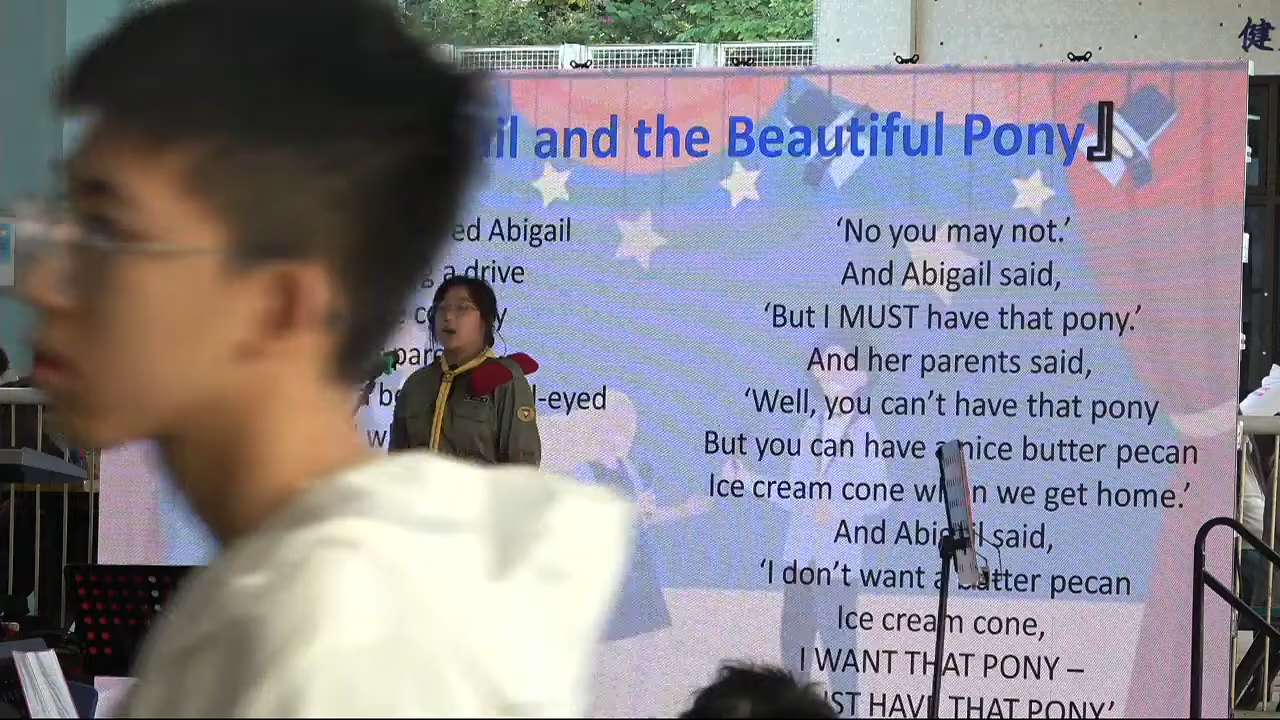 健
and the Beautiful Pony』
Abigail
a drive
-eyed
‘No you may not.’
And Abigail said,
‘But I MUST have that pony.’
And her parents said,
‘Well, you can’t have that pony
But you can have a nice butter pecan
Ice cream cone when we get home.’
And Abigail said,
‘I don’t want a butter pecan
Ice cream cone,
I WANT THAT PONY –
HAVE THAT PONY’